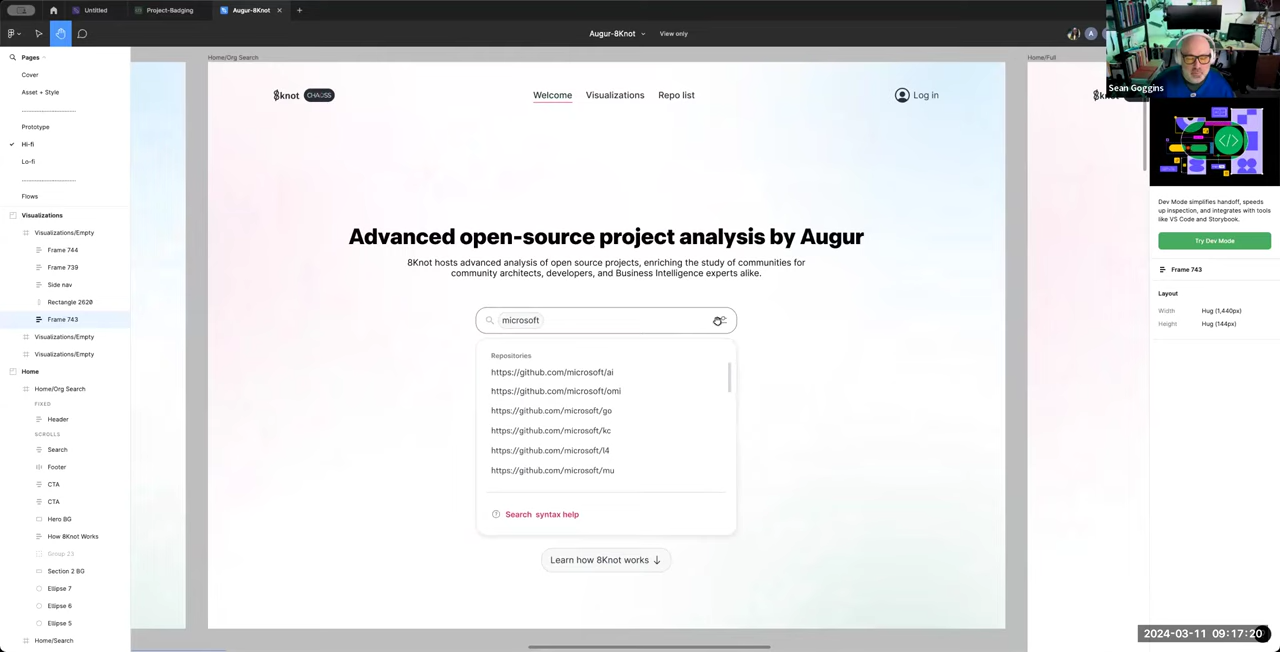 Untitled
Project-Badging
Augur-8Knot
Augur-8Knot
View only
A
Sean Goggins
Pages
Cover
Asset + Style
Prototype
Hi-fi
Lo-fi
Flows
Visualizations
Visualizations/Empty
Frame 744
Frame 739
Side nav
Rectangle 2620
Frame 743
Visualizations/Empty
Visualizations/Empty
Home
Home/Org Search
FIXED
Header
SCROLLS
Search
Footer
CTA
CTA
Hero BG
How 8Knot Works
Group 23
Section 2 BG
Ellipse 7
Ellipse 6
Ellipse 5
Home/Search
Home/Org Search
8knot CHAOSS
Welcome
Visualizations
Repo list
Log in
Advanced open-source project analysis by Augur
8Knot hosts advanced analysis of open source projects, enriching the study of communities for
community architects, developers, and Business Intelligence experts alike.
microsoft
Repositories
https://github.com/microsoft/ai
https://github.com/microsoft/omi
https://github.com/microsoft/go
https://github.com/microsoft/kc
https://github.com/microsoft/l4
https://github.com/microsoft/mu
Search syntax help
Learn how 8Knot works ↓
Home/Full
</>
Dev Mode simplifies handoff, speeds
up inspection, and integrates with tools
like VS Code and Storybook.
Try Dev Mode
Frame 743
Layout
Width Hug (1,440px)
Height Hug (144px)
2024-03-11 09:17:20